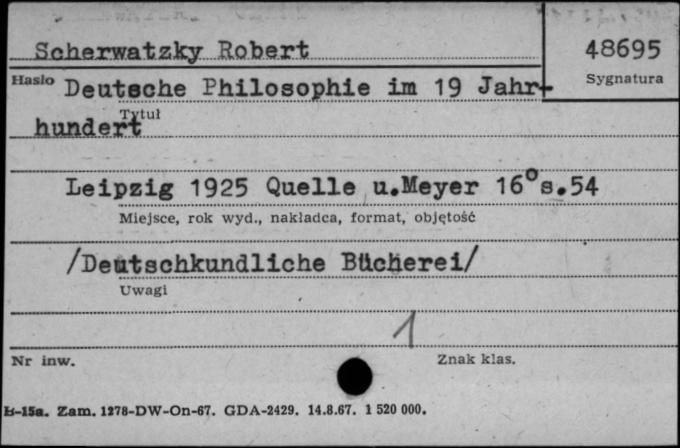 Scherwatzky Robert
48695
Hasło
Sygnatura
Deutsche Philosophie im 19 Jahr-
Tytuł
hundert
Leipzig 1925 Quelle u.Meyer 16° s.54
Miejsce, rok wyd., nakładca, format, objętość
/Deutschkundliche Bücherei/
Uwagi
1
Nr inw.
Znak klas.
B-15a. Zam. 1278-DW-On-67. GDA-2429. 14.8.67. 1 520 000.